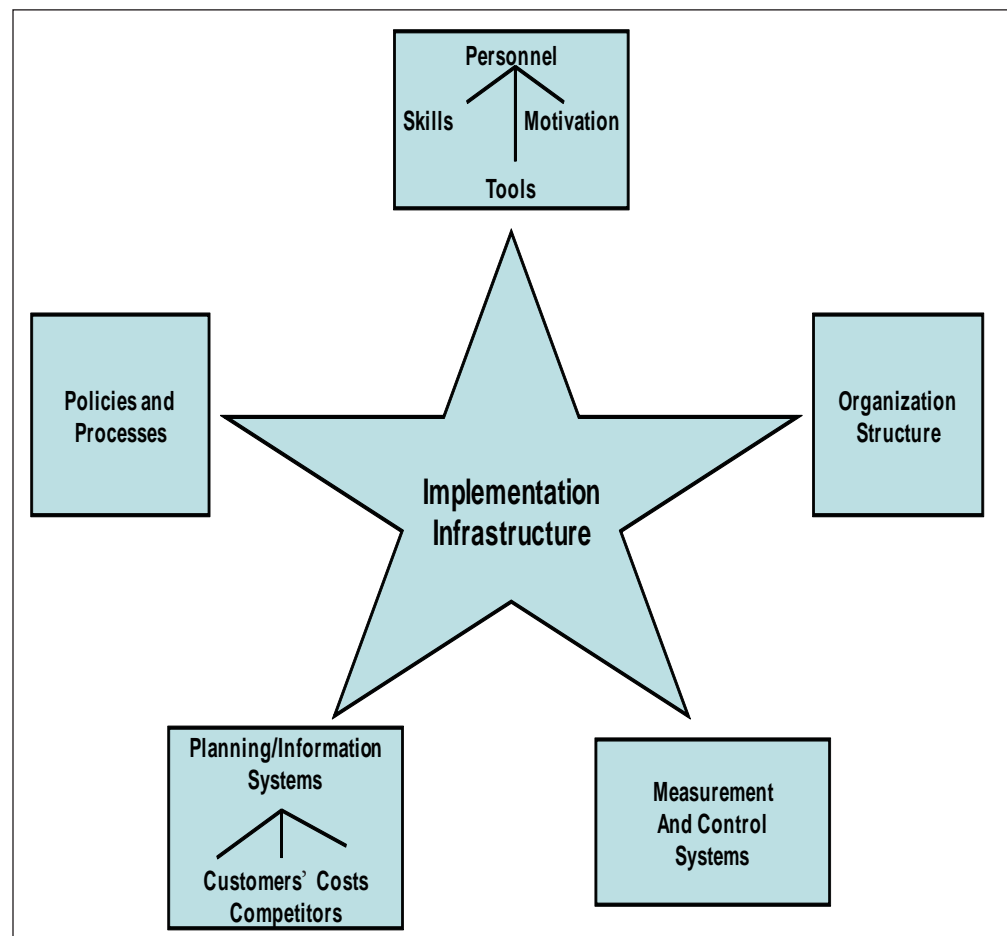 Personnel
Skills Motivation
Tools
Policies and
Processes
Organization
Structure
Implementation
Infrastructure
Planning/Information
Systems
Customers’ Costs
Competitors
Measurement
And Control
Systems